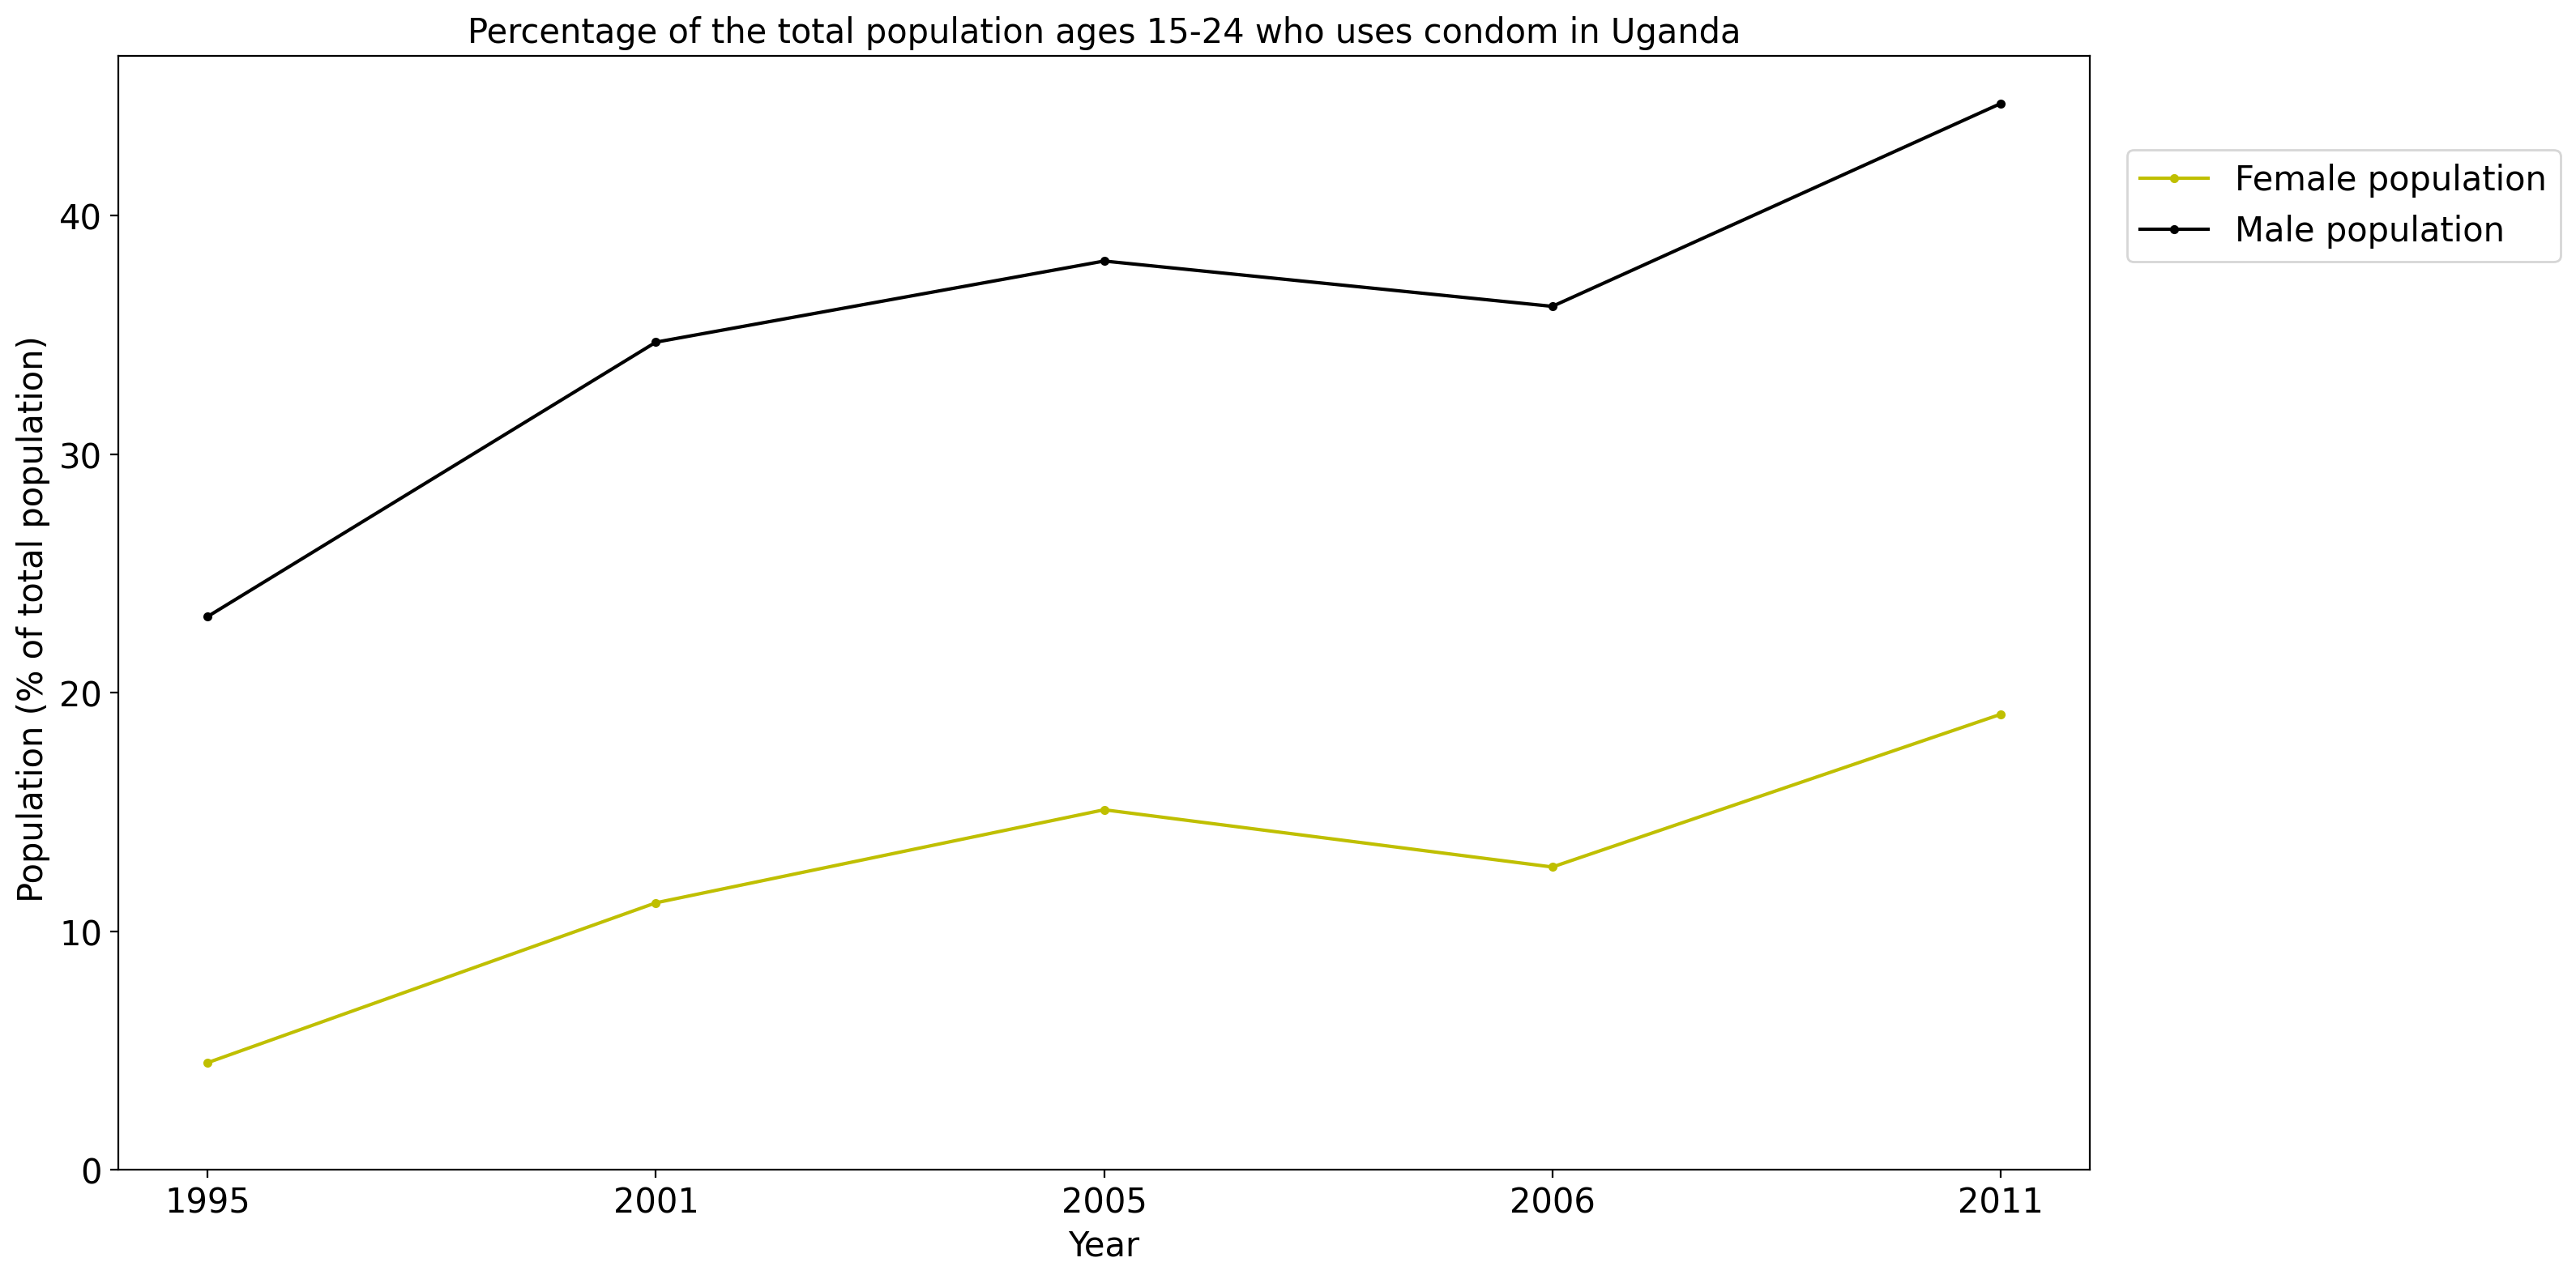 Percentage of the total population ages 15-24 who uses condom in Uganda
Population (% of total population)
40
30
20
10
0
1995 2001 2005 2006 2011
Year
Female population
Male population